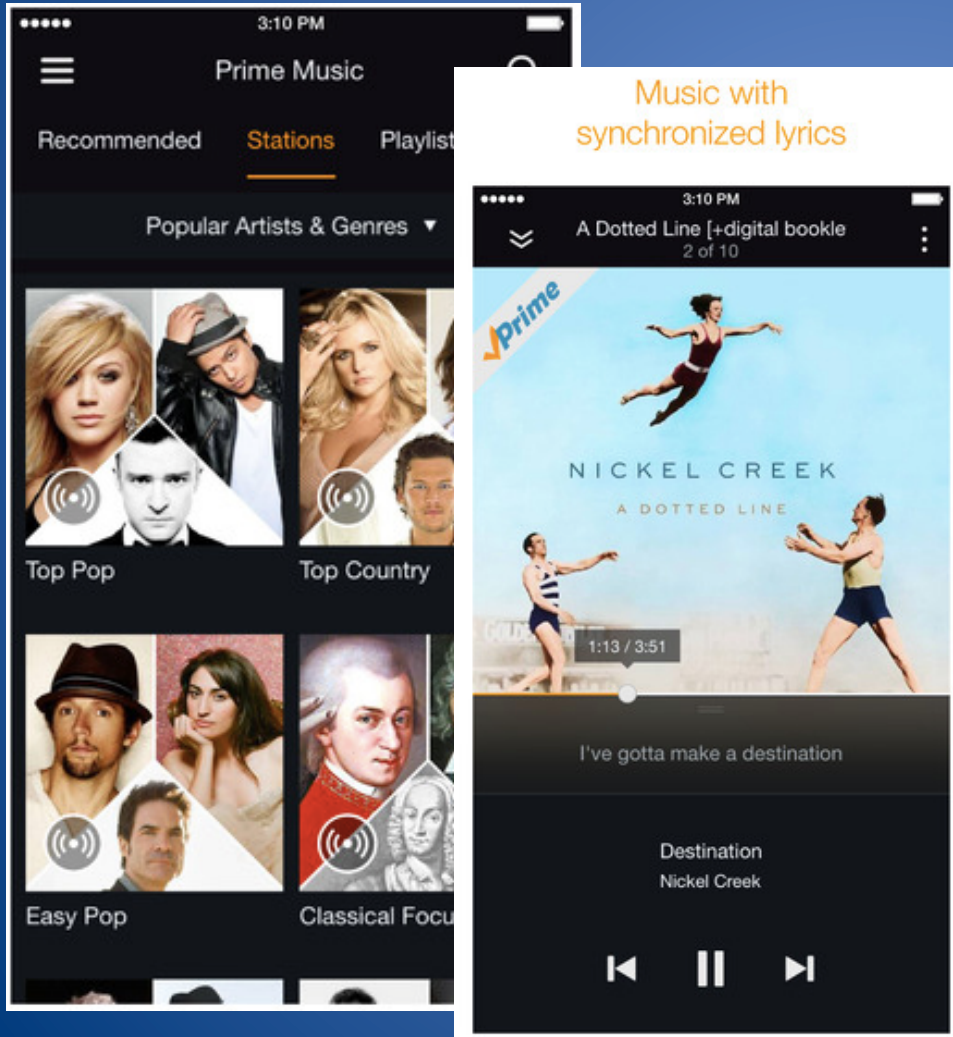 3:10 PM
Prime Music
Recommended Stations Playlist
Popular Artists & Genres ▼
Top Pop
Top Country
Easy Pop
Classical Focu
Music with
synchronized lyrics
3:10 PM
A Dotted Line [+digital bookle
2 of 10
Prime
NICKEL CREEK
A DOTTED LINE
1:13 / 3:51
I've gotta make a destination
Destination
Nickel Creek